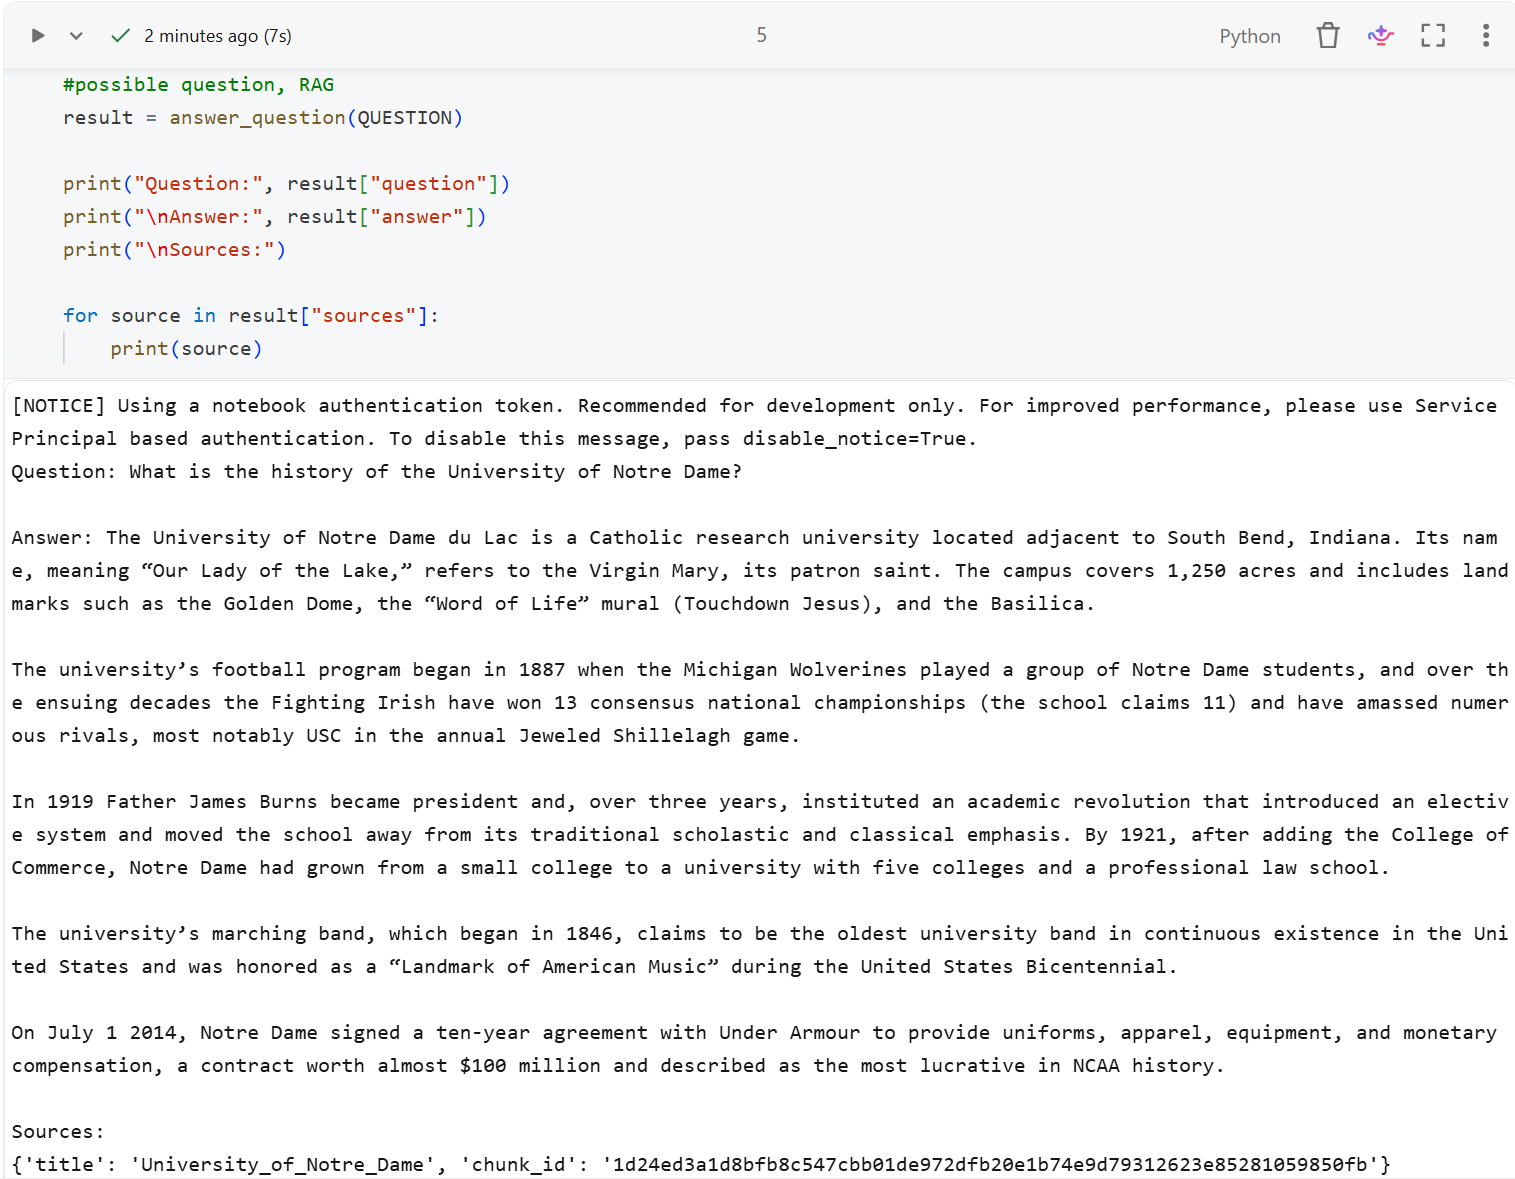 2 minutes ago (7s)
5
Python
#possible question, RAG
result = answer_question(QUESTION)
print("Question:", result["question"])
print("\nAnswer:", result["answer"])
print("\nSources:")
for source in result["sources"]:
    print(source)
[NOTICE] Using a notebook authentication token. Recommended for development only. For improved performance, please use Service
Principal based authentication. To disable this message, pass disable_notice=True.
Question: What is the history of the University of Notre Dame?
Answer: The University of Notre Dame du Lac is a Catholic research university located adjacent to South Bend, Indiana. Its nam
e, meaning “Our Lady of the Lake,” refers to the Virgin Mary, its patron saint. The campus covers 1,250 acres and includes land
marks such as the Golden Dome, the “Word of Life” mural (Touchdown Jesus), and the Basilica.
The university’s football program began in 1887 when the Michigan Wolverines played a group of Notre Dame students, and over th
e ensuing decades the Fighting Irish have won 13 consensus national championships (the school claims 11) and have amassed numer
ous rivals, most notably USC in the annual Jeweled Shillelagh game.
In 1919 Father James Burns became president and, over three years, instituted an academic revolution that introduced an electiv
e system and moved the school away from its traditional scholastic and classical emphasis. By 1921, after adding the College of
Commerce, Notre Dame had grown from a small college to a university with five colleges and a professional law school.
The university’s marching band, which began in 1846, claims to be the oldest university band in continuous existence in the Uni
ted States and was honored as a “Landmark of American Music” during the United States Bicentennial.
On July 1 2014, Notre Dame signed a ten-year agreement with Under Armour to provide uniforms, apparel, equipment, and monetary
compensation, a contract worth almost $100 million and described as the most lucrative in NCAA history.
Sources:
{'title': 'University_of_Notre_Dame', 'chunk_id': '1d24ed3a1d8bfb8c547cbb01de972dfb20e1b74e9d79312623e85281059850fb'}